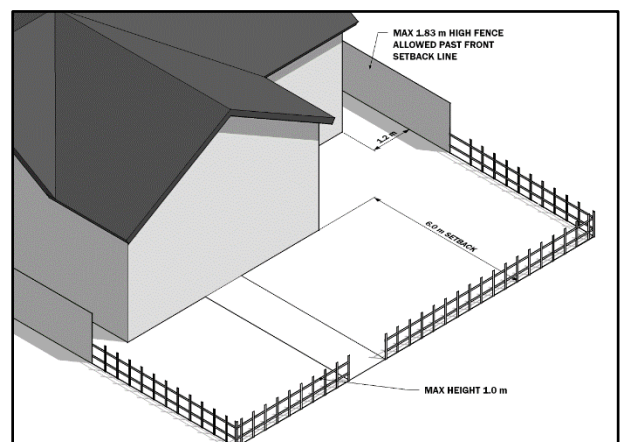 MAX 1.83 m HIGH FENCE
ALLOWED PAST FRONT
SETBACK LINE
1.2 m
6.0 m SETBACK
MAX HEIGHT 1.0 m